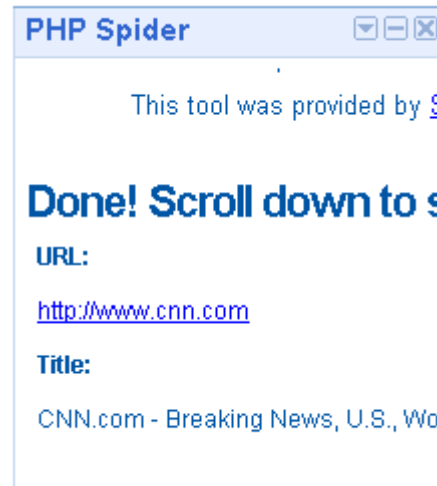 PHP Spider
This tool was provided by
Done! Scroll down to
URL:
http://www.cnn.com
Title:
CNN.com - Breaking News, U.S., Wo